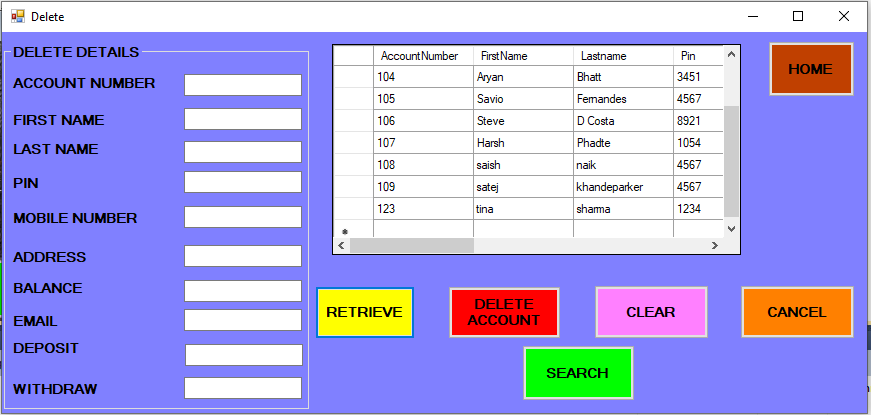 Delete
DELETE DETAILS
ACCOUNT NUMBER
FIRST NAME
LAST NAME
PIN
MOBILE NUMBER
ADDRESS
BALANCE
EMAIL
DEPOSIT
WITHDRAW
AccountNumber FirstName Lastname Pin
104 Aryan Bhatt 3451
105 Savio Fernandes 4567
106 Steve D Costa 8921
107 Harsh Phadte 1054
108 saish naik 4567
109 satej khandeparker 4567
123 tina sharma 1234
*
HOME
RETRIEVE
DELETE
ACCOUNT
CLEAR
CANCEL
SEARCH